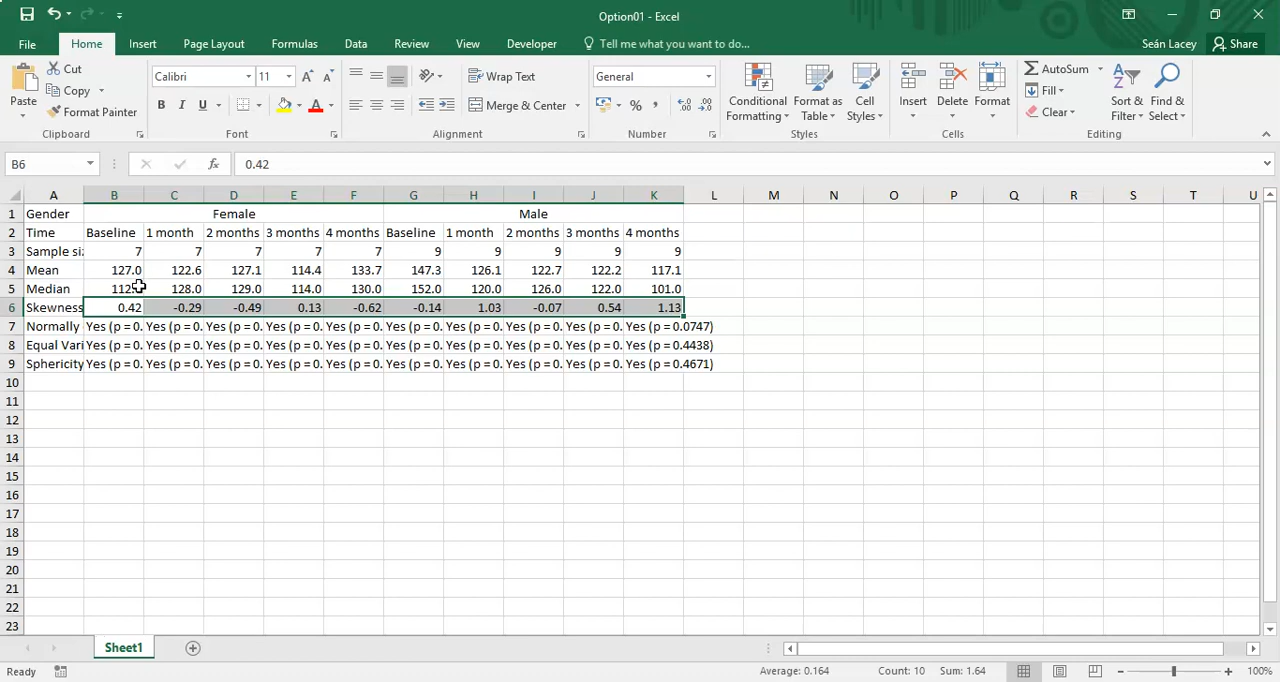 Option01 - Excel
File Home Insert Page Layout Formulas Data Review View Developer Tell me what you want to do... Seán Lacey Share
Paste Cut Copy Format Painter Clipboard
Calibri 11 B I U A Font
Wrap Text Merge & Center Alignment
General % Number
Conditional Formatting Format as Table Cell Styles Styles
Insert Delete Format Cells
AutoSum Fill Clear Sort & Filter Find & Select Editing
B6 fx 0.42
A B C D E F G H I J K L M N O P Q R S T U
1 Gender Female Male
2 Time Baseline 1 month 2 months 3 months 4 months Baseline 1 month 2 months 3 months 4 months
3 Sample si 7 7 7 7 7 9 9 9 9 9
4 Mean 127.0 122.6 127.1 114.4 133.7 147.3 126.1 122.7 122.2 117.1
5 Median 128.0 129.0 114.0 130.0 152.0 120.0 126.0 122.0 101.0
6 Skewness 0.42 -0.29 -0.49 0.13 -0.62 -0.14 1.03 -0.07 0.54 1.13
7 Normally Yes (p = 0. Yes (p = 0. Yes (p = 0. Yes (p = 0. Yes (p = 0. Yes (p = 0. Yes (p = 0. Yes (p = 0. Yes (p = 0. Yes (p = 0.0747)
8 Equal Vari Yes (p = 0. Yes (p = 0. Yes (p = 0. Yes (p = 0. Yes (p = 0. Yes (p = 0. Yes (p = 0. Yes (p = 0. Yes (p = 0. Yes (p = 0.4438)
9 Sphericity Yes (p = 0. Yes (p = 0. Yes (p = 0. Yes (p = 0. Yes (p = 0. Yes (p = 0. Yes (p = 0. Yes (p = 0. Yes (p = 0. Yes (p = 0.4671)
10
11
12
13
14
15
16
17
18
19
20
21
22
23
Sheet1
Ready Average: 0.164 Count: 10 Sum: 1.64 100%